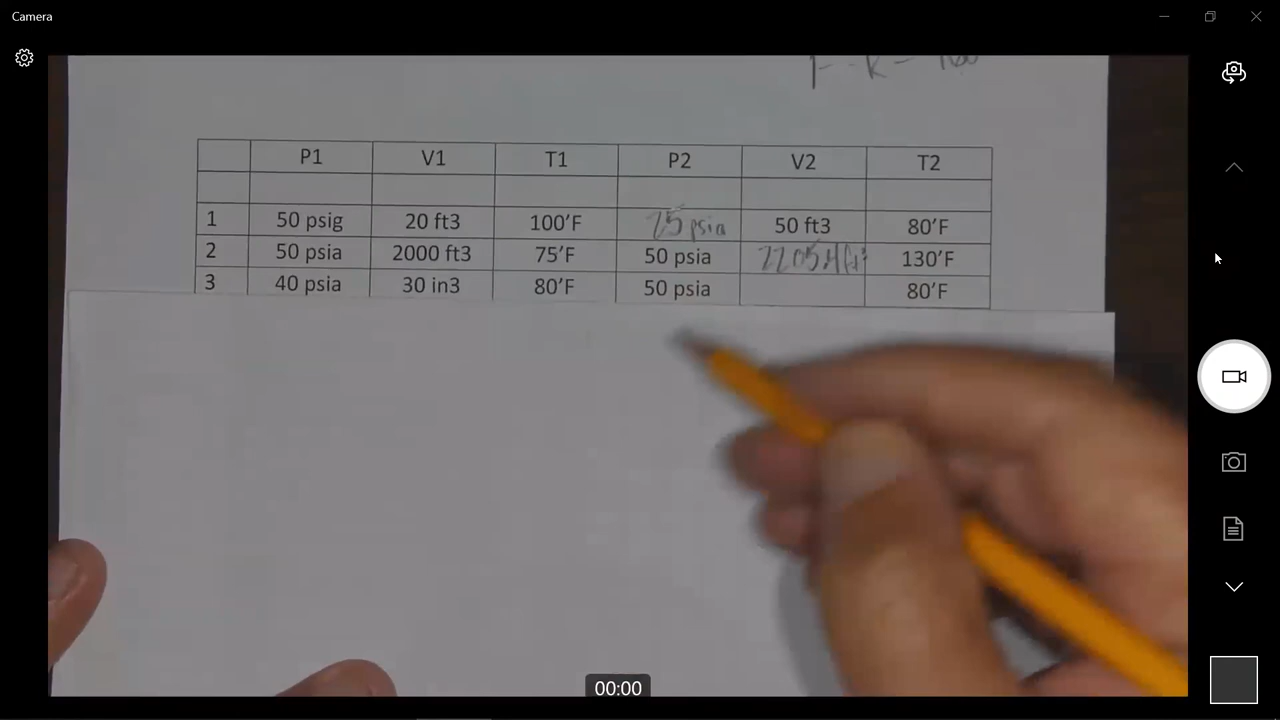 Camera
P1 V1 T1 P2 V2 T2
1 50 psig 20 ft3 100'F 25 psia 50 ft3 80'F
2 50 psia 2000 ft3 75'F 50 psia 130'F
3 40 psia 30 in3 80'F 50 psia 80'F
00:00